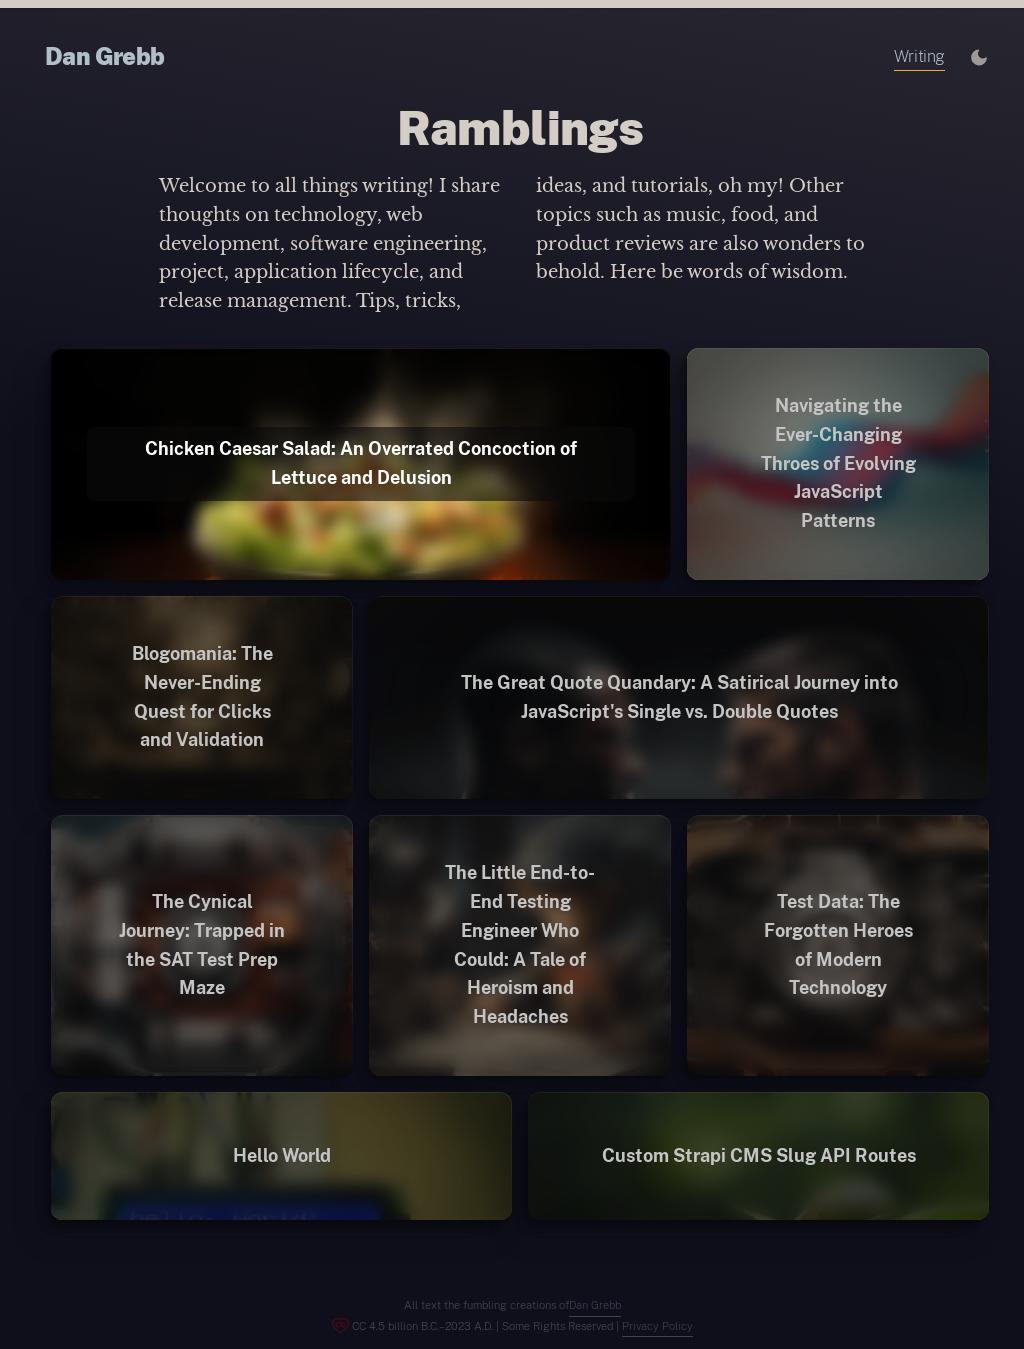 Dan Grebb
Writing
Ramblings
Welcome to all things writing! I share
thoughts on technology, web
development, software engineering,
project, application lifecycle, and
release management. Tips, tricks,
ideas, and tutorials, oh my! Other
topics such as music, food, and
product reviews are also wonders to
behold. Here be words of wisdom.
Chicken Caesar Salad: An Overrated Concoction of
Lettuce and Delusion
Navigating the
Ever-Changing
Throes of Evolving
JavaScript
Patterns
Blogomania: The
Never-Ending
Quest for Clicks
and Validation
The Great Quote Quandary: A Satirical Journey into
JavaScript's Single vs. Double Quotes
The Cynical
Journey: Trapped in
the SAT Test Prep
Maze
The Little End-to-
End Testing
Engineer Who
Could: A Tale of
Heroism and
Headaches
Test Data: The
Forgotten Heroes
of Modern
Technology
Hello World
Custom Strapi CMS Slug API Routes
All text the fumbling creations ofDan Grebb
CC 4.5 billion B.C.–2023 A.D. | Some Rights Reserved | Privacy Policy